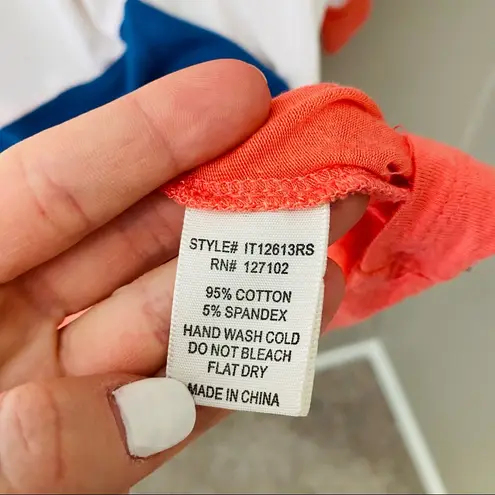 STYLE# IT12613RS
RN# 127102
95% COTTON
5% SPANDEX
HAND WASH COLD
DO NOT BLEACH
FLAT DRY
MADE IN CHINA